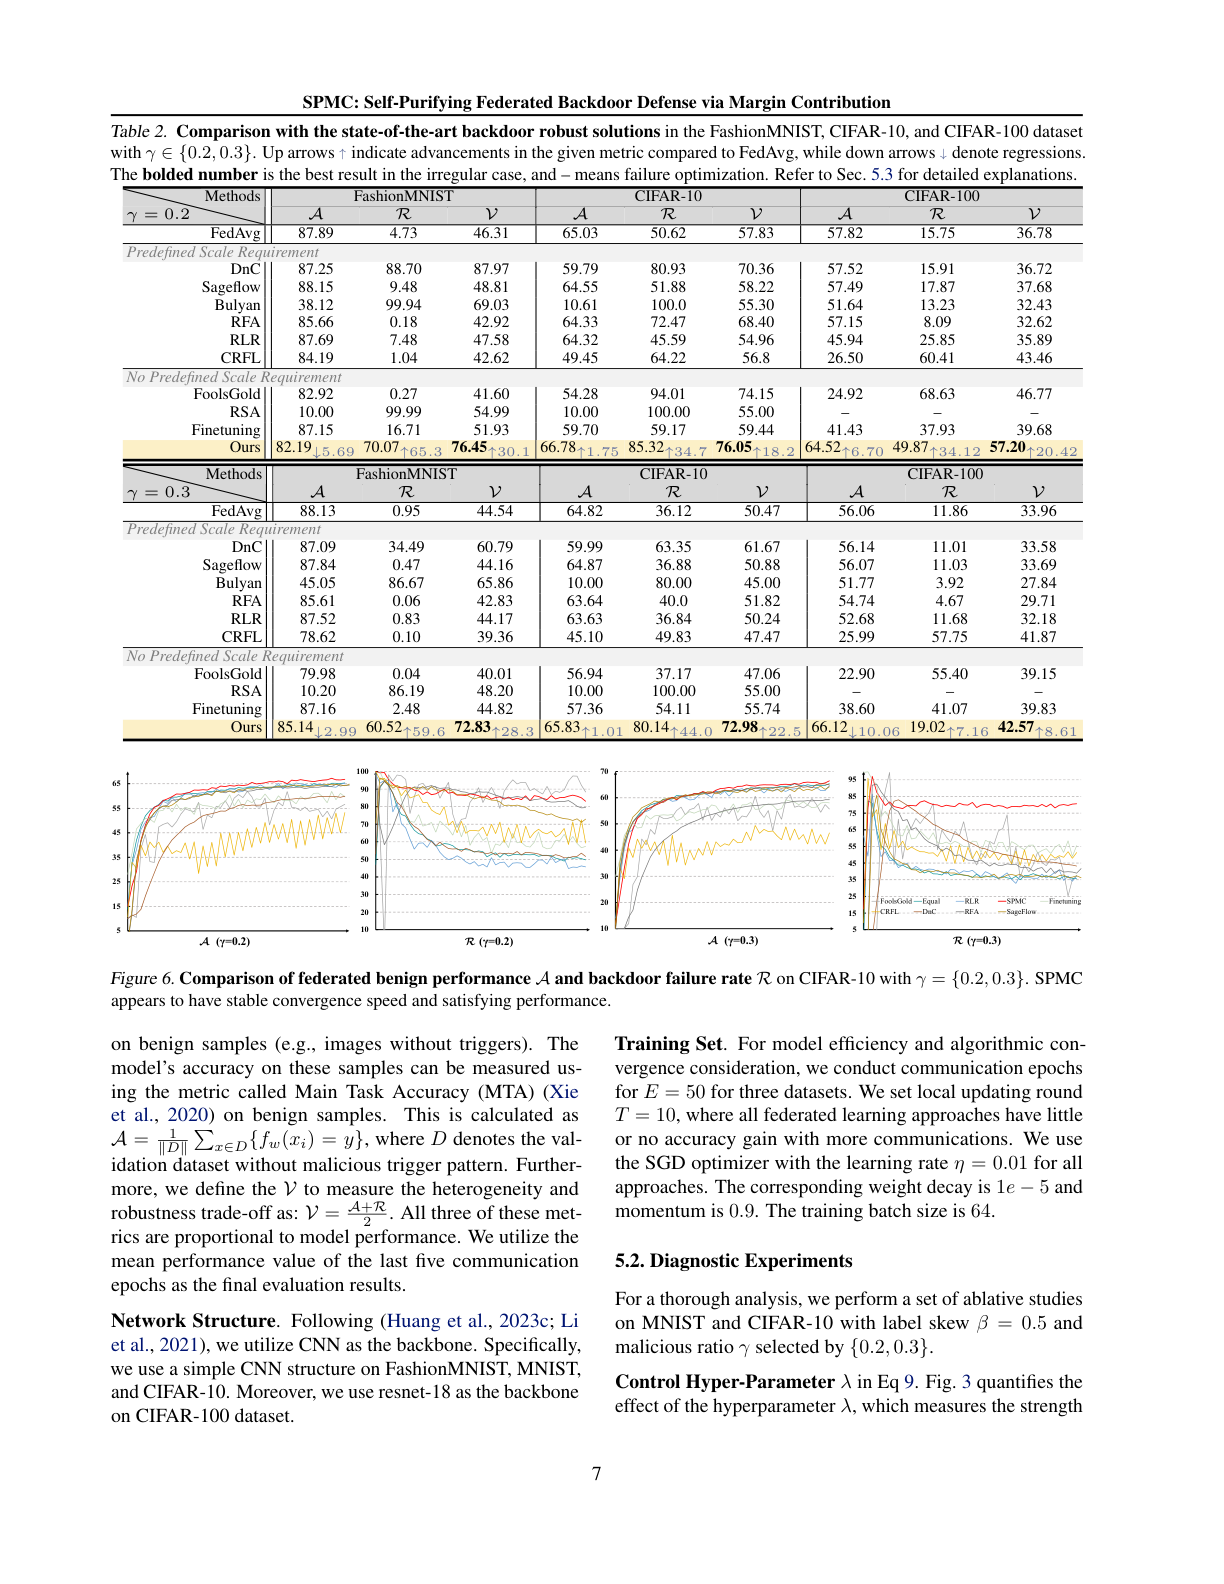 SPMC: Self-Purifying Federated Backdoor Defense via Margin Contribution
Table 2. Comparison with the state-of-the-art backdoor robust solutions in the FashionMNIST, CIFAR-10, and CIFAR-100 dataset
with γ ∈ {0.2, 0.3}. Up arrows ↑ indicate advancements in the given metric compared to FedAvg, while down arrows ↓ denote regressions.
The bolded number is the best result in the irregular case, and – means failure optimization. Refer to Sec. 5.3 for detailed explanations.
Methods FashionMNIST CIFAR-10 CIFAR-100
γ = 0.2 A R V A R V A R V
FedAvg 87.89 4.73 46.31 65.03 50.62 57.83 57.82 15.75 36.78
Predefined Scale Requirement
DnC 87.25 88.70 87.97 59.79 80.93 70.36 57.52 15.91 36.72
Sageflow 88.15 9.48 48.81 64.55 51.88 58.22 57.49 17.87 37.68
Bulyan 38.12 99.94 69.03 10.61 100.0 55.30 51.64 13.23 32.43
RFA 85.66 0.18 42.92 64.33 72.47 68.40 57.15 8.09 32.62
RLR 87.69 7.48 47.58 64.32 45.59 54.96 45.94 25.85 35.89
CRFL 84.19 1.04 42.62 49.45 64.22 56.8 26.50 60.41 43.46
No Predefined Scale Requirement
FoolsGold 82.92 0.27 41.60 54.28 94.01 74.15 24.92 68.63 46.77
RSA 10.00 99.99 54.99 10.00 100.00 55.00 – – –
Finetuning 87.15 16.71 51.93 59.70 59.17 59.44 41.43 37.93 39.68
Ours 82.19↓5.69 70.07↑65.3 76.45↑30.1 66.78↑1.75 85.32↑34.7 76.05↑18.2 64.52↑6.70 49.87↑34.12 57.20↑20.42
Methods FashionMNIST CIFAR-10 CIFAR-100
γ = 0.3 A R V A R V A R V
FedAvg 88.13 0.95 44.54 64.82 36.12 50.47 56.06 11.86 33.96
Predefined Scale Requirement
DnC 87.09 34.49 60.79 59.99 63.35 61.67 56.14 11.01 33.58
Sageflow 87.84 0.47 44.16 64.87 36.88 50.88 56.07 11.03 33.69
Bulyan 45.05 86.67 65.86 10.00 80.00 45.00 51.77 3.92 27.84
RFA 85.61 0.06 42.83 63.64 40.0 51.82 54.74 4.67 29.71
RLR 87.52 0.83 44.17 63.63 36.84 50.24 52.68 11.68 32.18
CRFL 78.62 0.10 39.36 45.10 49.83 47.47 25.99 57.75 41.87
No Predefined Scale Requirement
FoolsGold 79.98 0.04 40.01 56.94 37.17 47.06 22.90 55.40 39.15
RSA 10.20 86.19 48.20 10.00 100.00 55.00 – – –
Finetuning 87.16 2.48 44.82 57.36 54.11 55.74 38.60 41.07 39.83
Ours 85.14↓2.99 60.52↑59.6 72.83↑28.3 65.83↑1.01 80.14↑44.0 72.98↑22.5 66.12↓10.06 19.02↑7.16 42.57↑8.61
65 55 45 35 25 15 5
A (γ=0.2)
100 90 80 70 60 50 40 30 20 10
R (γ=0.2)
70 60 50 40 30 20 10
A (γ=0.3)
95 85 75 65 55 45 35 25 15 5
FoolsGold Equal RLR SPMC Finetuning
CRFL DnC RFA SageFlow
R (γ=0.3)
Figure 6. Comparison of federated benign performance A and backdoor failure rate R on CIFAR-10 with γ = {0.2, 0.3}. SPMC
appears to have stable convergence speed and satisfying performance.
on benign samples (e.g., images without triggers). The
model's accuracy on these samples can be measured us-
ing the metric called Main Task Accuracy (MTA) (Xie
et al., 2020) on benign samples. This is calculated as
A = 1/‖D‖ ∑x∈D{fw(xi) = y}, where D denotes the val-
idation dataset without malicious trigger pattern. Further-
more, we define the V to measure the heterogeneity and
robustness trade-off as: V = A+R/2. All three of these met-
rics are proportional to model performance. We utilize the
mean performance value of the last five communication
epochs as the final evaluation results.
Network Structure. Following (Huang et al., 2023c; Li
et al., 2021), we utilize CNN as the backbone. Specifically,
we use a simple CNN structure on FashionMNIST, MNIST,
and CIFAR-10. Moreover, we use resnet-18 as the backbone
on CIFAR-100 dataset.
Training Set. For model efficiency and algorithmic con-
vergence consideration, we conduct communication epochs
for E = 50 for three datasets. We set local updating round
T = 10, where all federated learning approaches have little
or no accuracy gain with more communications. We use
the SGD optimizer with the learning rate η = 0.01 for all
approaches. The corresponding weight decay is 1e − 5 and
momentum is 0.9. The training batch size is 64.
5.2. Diagnostic Experiments
For a thorough analysis, we perform a set of ablative studies
on MNIST and CIFAR-10 with label skew β = 0.5 and
malicious ratio γ selected by {0.2, 0.3}.
Control Hyper-Parameter λ in Eq 9. Fig. 3 quantifies the
effect of the hyperparameter λ, which measures the strength
7